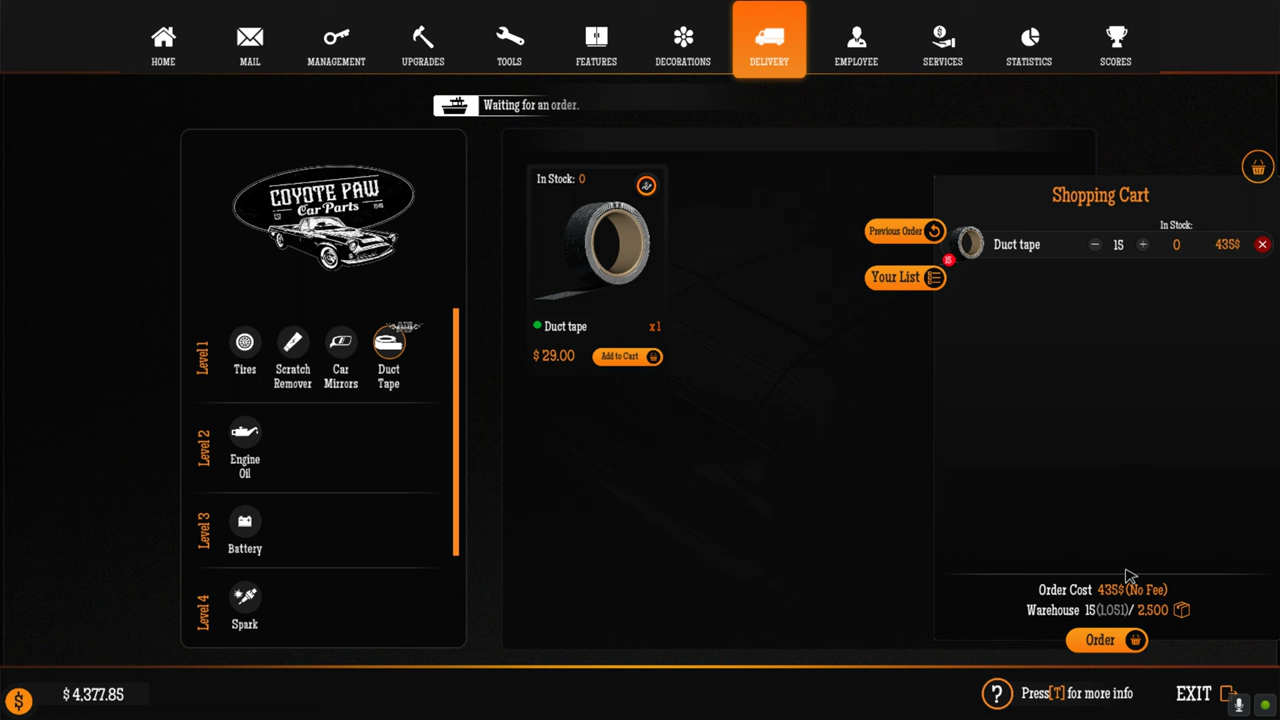 HOME
MAIL
MANAGEMENT
UPGRADES
TOOLS
FEATURES
DECORATIONS
DELIVERY
EMPLOYEE
SERVICES
STATISTICS
SCORES
Waiting for an order.
COYOTE PAW
Car Parts
Level 1
Tires
Scratch
Remover
Car
Mirrors
Duct
Tape
Level 2
Engine
Oil
Level 3
Battery
Level 4
Spark
In Stock: 0
Duct tape x1
$ 29.00 Add to Cart
Previous Order
Your List
Shopping Cart
In Stock:
Duct tape − 15 + 0 435$
15
Order Cost 435$(No Fee)
Warehouse 15(1.051)/ 2,500
Order
$ 4,377.85
? Press[T] for more info
EXIT